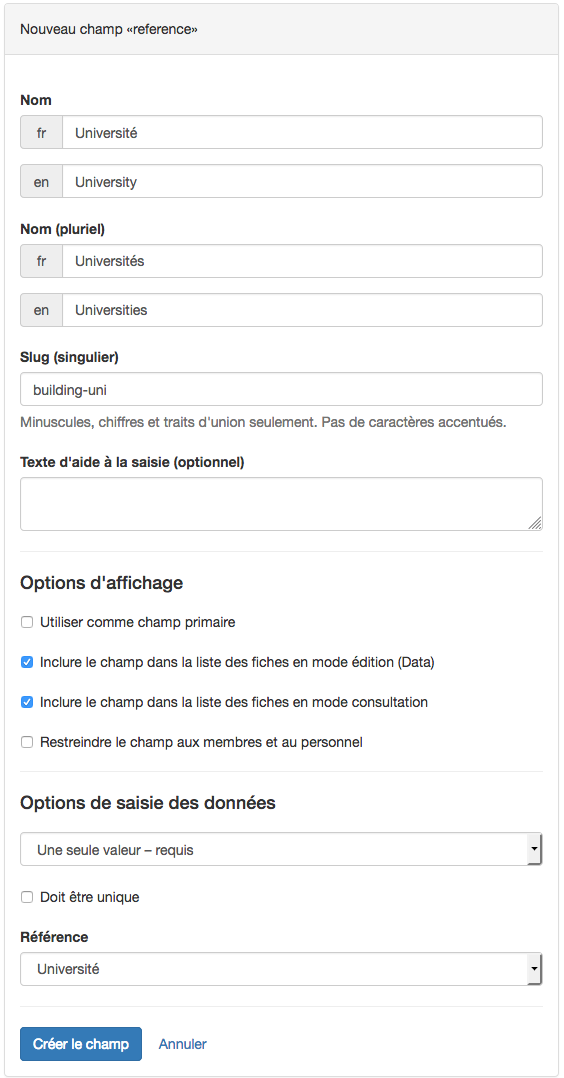 Nouveau champ «reference»
Nom
fr Université
en University
Nom (pluriel)
fr Universités
en Universities
Slug (singulier)
building-uni
Minuscules, chiffres et traits d'union seulement. Pas de caractères accentués.
Texte d'aide à la saisie (optionnel)
Options d'affichage
Utiliser comme champ primaire
Inclure le champ dans la liste des fiches en mode édition (Data)
Inclure le champ dans la liste des fiches en mode consultation
Restreindre le champ aux membres et au personnel
Options de saisie des données
Une seule valeur – requis
Doit être unique
Référence
Université
Créer le champ Annuler